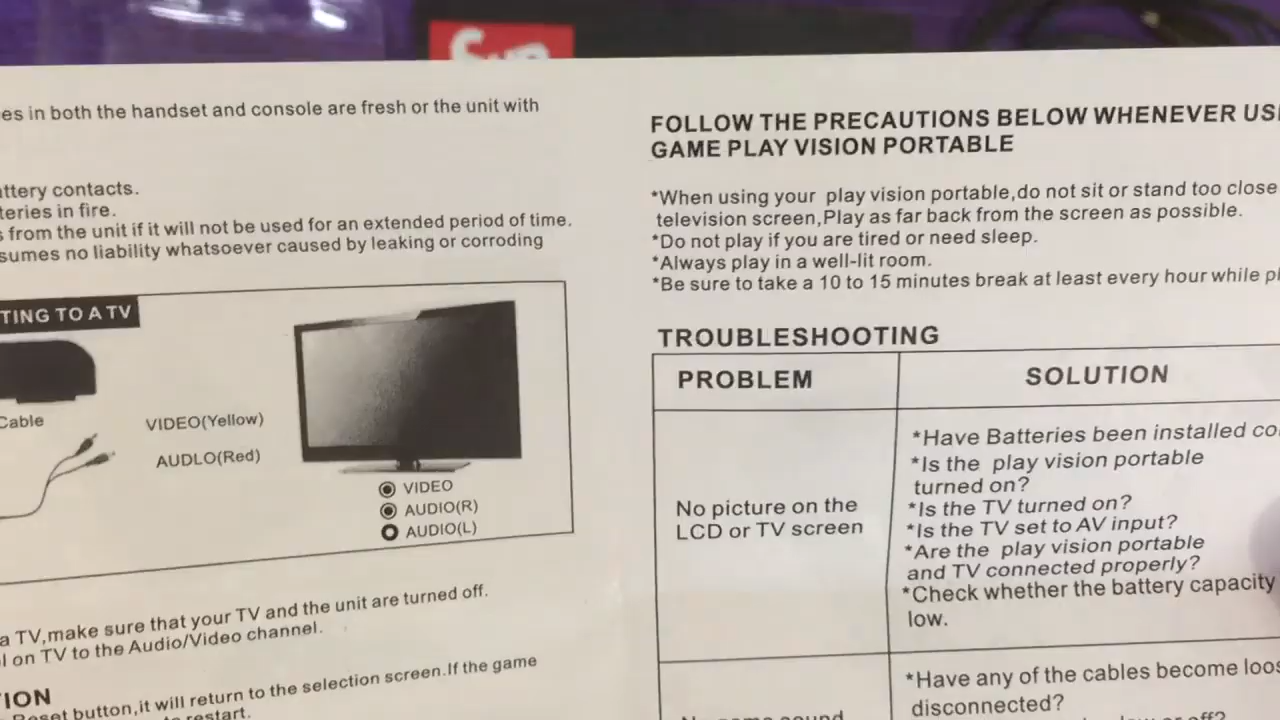 Sup
es in both the handset and console are fresh or the unit with
ttery contacts.
teries in fire.
s from the unit if it will not be used for an extended period of time.
sumes no liability whatsoever caused by leaking or corroding
TING TO A TV
Cable
VIDEO(Yellow)
AUDLO(Red)
VIDEO
AUDIO(R)
AUDIO(L)
a TV,make sure that your TV and the unit are turned off.
l on TV to the Audio/Video channel.
TION
Reset button,it will return to the selection screen.If the game
restart.
FOLLOW THE PRECAUTIONS BELOW WHENEVER USI
GAME PLAY VISION PORTABLE
*When using your play vision portable,do not sit or stand too close
television screen,Play as far back from the screen as possible.
*Do not play if you are tired or need sleep.
*Always play in a well-lit room.
*Be sure to take a 10 to 15 minutes break at least every hour while pl
TROUBLESHOOTING
PROBLEM
SOLUTION
No picture on the
LCD or TV screen
*Have Batteries been installed co
*Is the play vision portable
turned on?
*Is the TV turned on?
*Is the TV set to AV input?
*Are the play vision portable
and TV connected properly?
*Check whether the battery capacity
low.
*Have any of the cables become loos
disconnected?
or off?